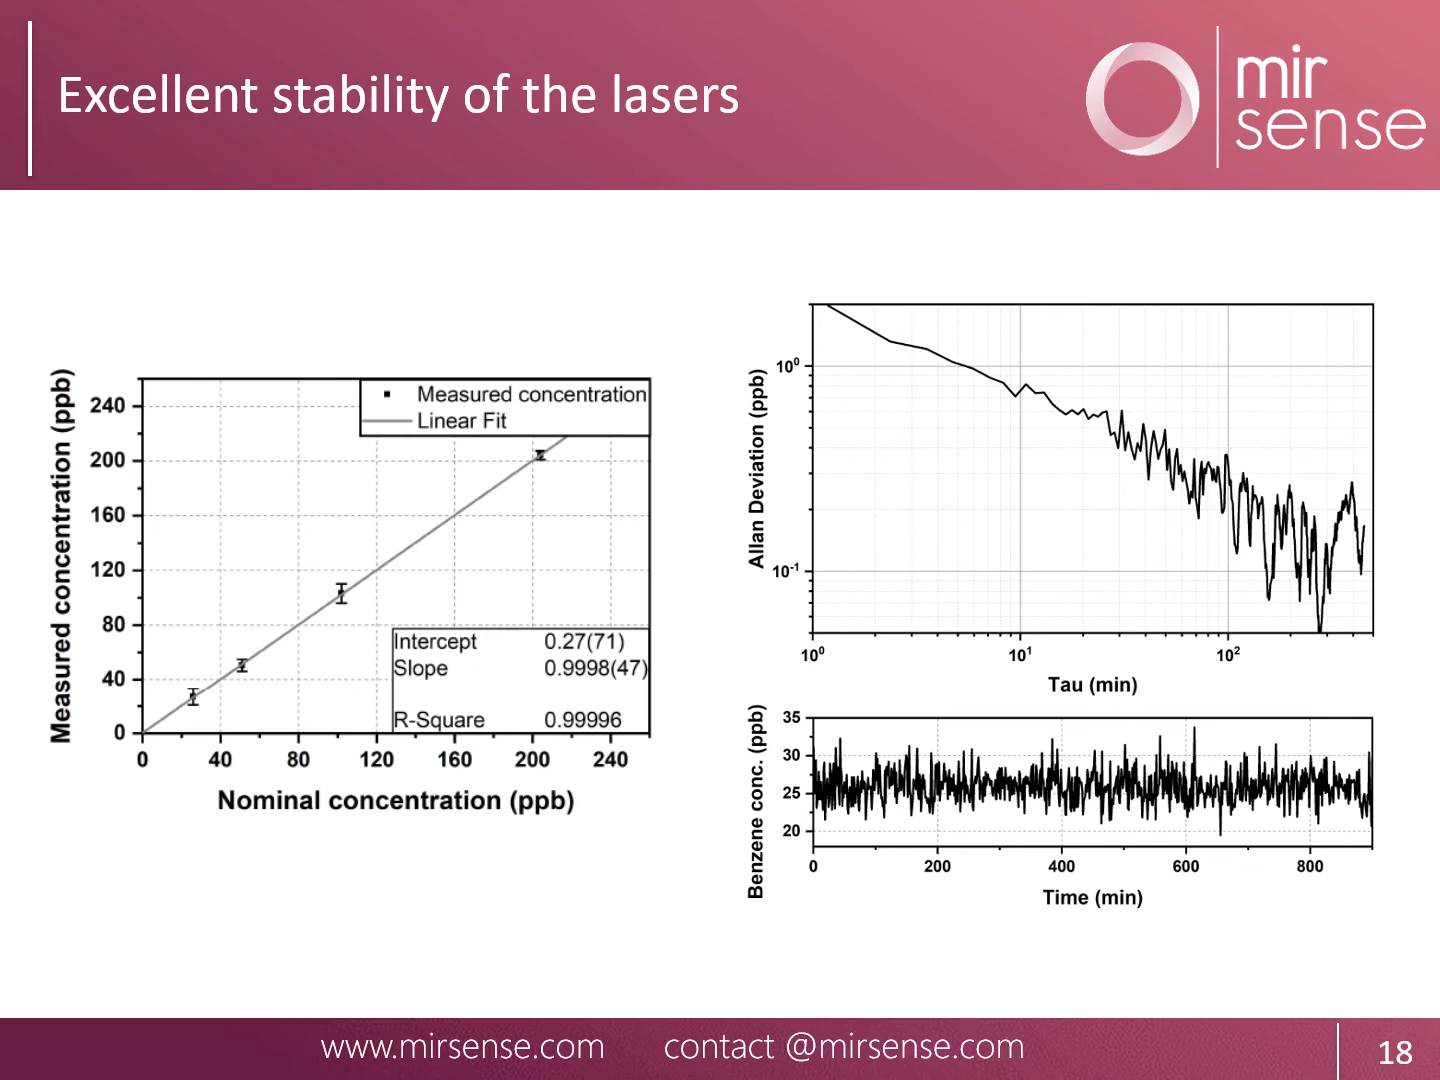 Excellent stability of the lasers
mir
sense
Measured concentration (ppb)
240
200
160
120
80
40
0
Measured concentration
Linear Fit
Intercept 0.27(71)
Slope 0.9998(47)
R-Square 0.99996
0 40 80 120 160 200 240
Nominal concentration (ppb)
Allan Deviation (ppb)
10⁰
10⁻¹
10⁰ 10¹ 10²
Tau (min)
Benzene conc. (ppb)
35
30
25
20
0 200 400 600 800
Time (min)
www.mirsense.com contact @mirsense.com
18